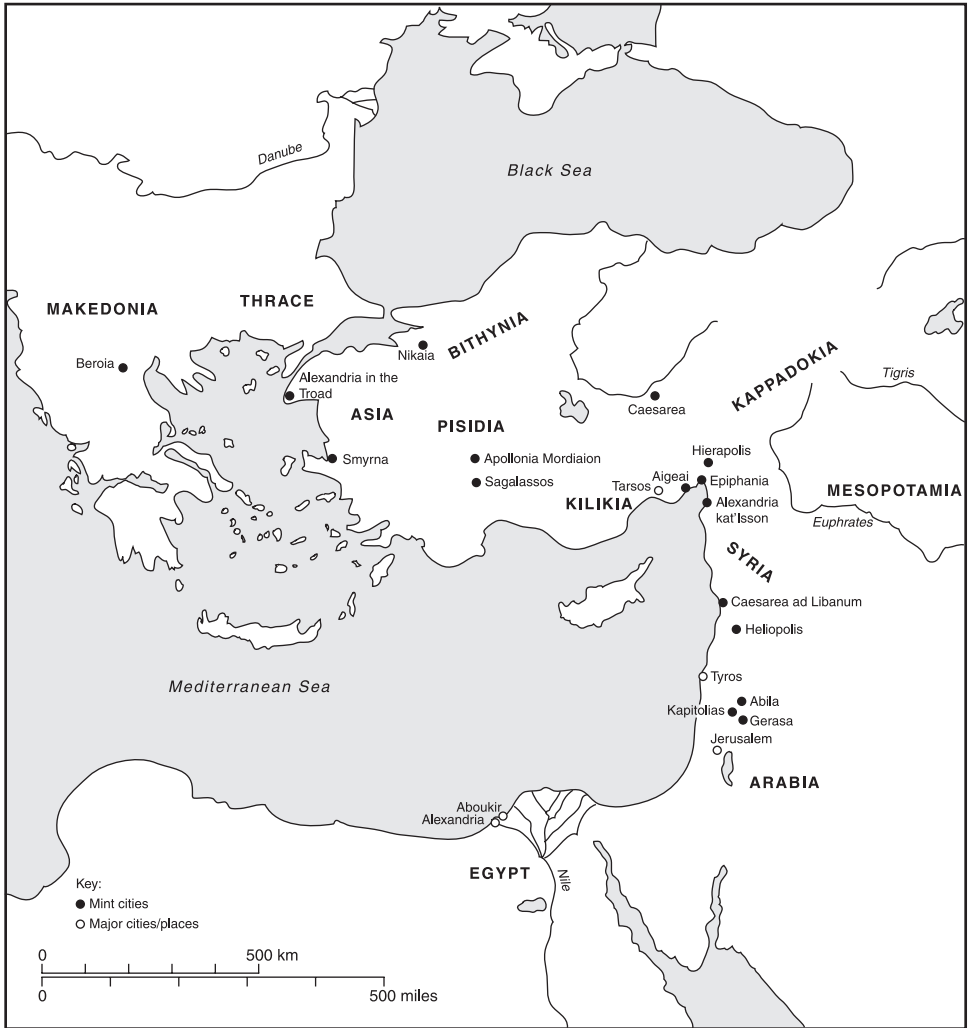 Danube
Black Sea
MAKEDONIA
THRACE
BITHYNIA
Beroia
Nikaia
Alexandria in the
Troad
ASIA
PISIDIA
Caesarea
KAPPADOKIA
Tigris
Smyrna
Apollonia Mordiaion
Sagalassos
Hierapolis
Aigeai
Epiphania
Tarsos
KILIKIA
Alexandria
kat'Isson
MESOPOTAMIA
Euphrates
SYRIA
Caesarea ad Libanum
Heliopolis
Mediterranean Sea
Tyros
Abila
Kapitolias
Gerasa
Jerusalem
ARABIA
Aboukir
Alexandria
EGYPT
Nile
Key:
Mint cities
Major cities/places
0 500 km
0 500 miles